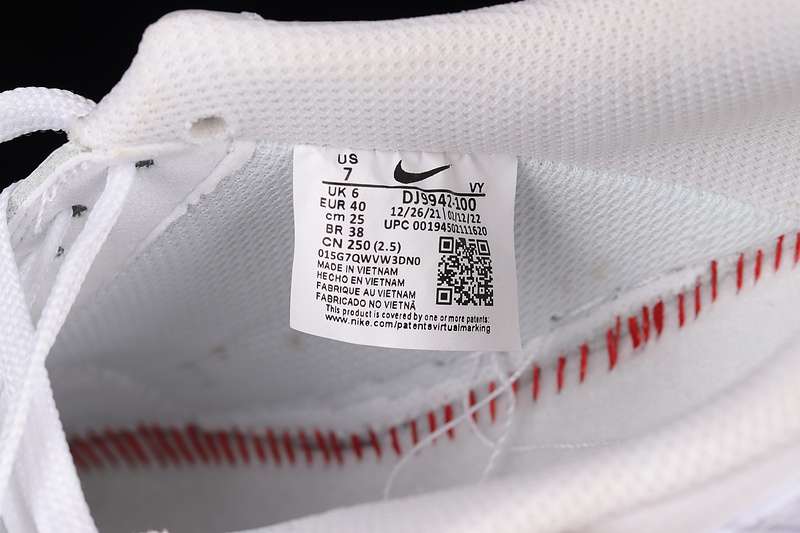 US
7
VY
UK 6
DJ9942-100
EUR 40
12/26/21 | 02/12/22
cm 25
UPC 00194502111620
BR 38
CN 250 (2.5)
015G7QWVW3DN0
MADE IN VIETNAM
HECHO EN VIETNAM
FABRIQUE AU VIETNAM
FABRICADO NO VIETNÃ
This product is covered by one or more patents:
www.nike.com/patentsvirtualmarking